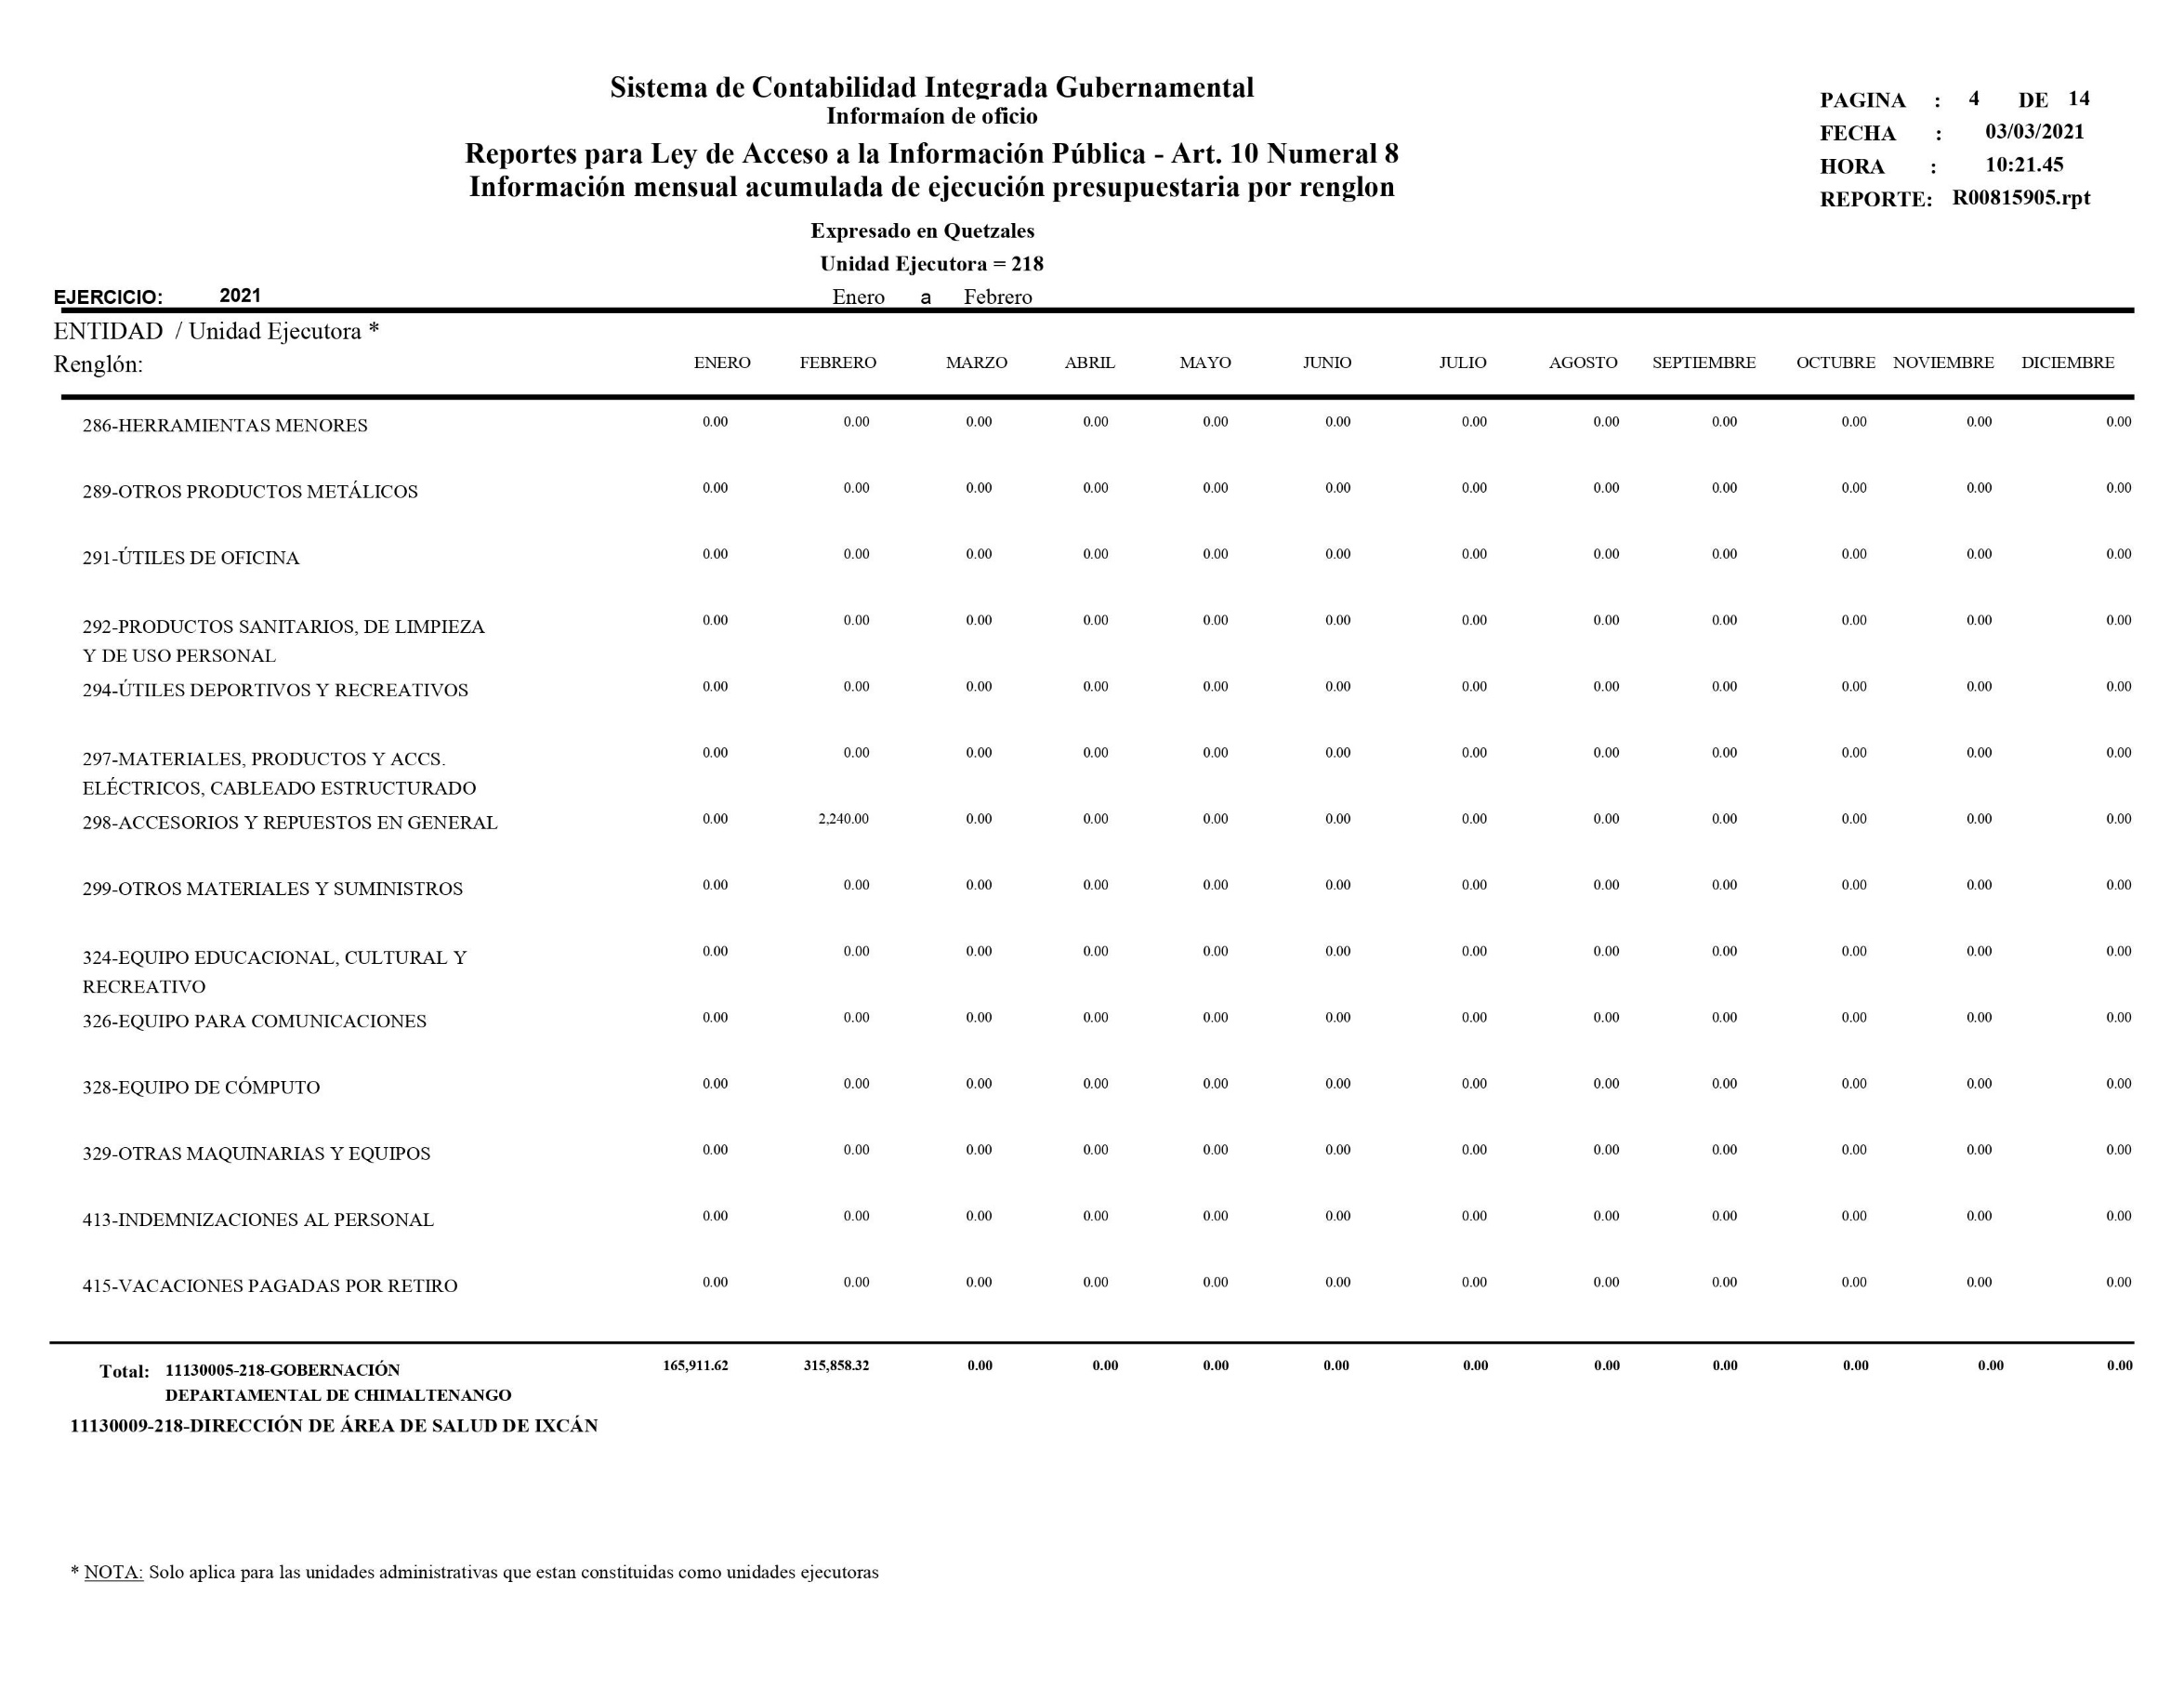 Sistema de Contabilidad Integrada Gubernamental
Informaíon de oficio
Reportes para Ley de Acceso a la Información Pública - Art. 10 Numeral 8
Información mensual acumulada de ejecución presupuestaria por renglon
Expresado en Quetzales
Unidad Ejecutora = 218
PAGINA : 4 DE 14
FECHA : 03/03/2021
HORA : 10:21.45
REPORTE: R00815905.rpt
EJERCICIO: 2021 Enero a Febrero
ENTIDAD / Unidad Ejecutora *
Renglón: ENERO FEBRERO MARZO ABRIL MAYO JUNIO JULIO AGOSTO SEPTIEMBRE OCTUBRE NOVIEMBRE DICIEMBRE
286-HERRAMIENTAS MENORES 0.00 0.00 0.00 0.00 0.00 0.00 0.00 0.00 0.00 0.00 0.00 0.00
289-OTROS PRODUCTOS METÁLICOS 0.00 0.00 0.00 0.00 0.00 0.00 0.00 0.00 0.00 0.00 0.00 0.00
291-ÚTILES DE OFICINA 0.00 0.00 0.00 0.00 0.00 0.00 0.00 0.00 0.00 0.00 0.00 0.00
292-PRODUCTOS SANITARIOS, DE LIMPIEZA 0.00 0.00 0.00 0.00 0.00 0.00 0.00 0.00 0.00 0.00 0.00 0.00
Y DE USO PERSONAL
294-ÚTILES DEPORTIVOS Y RECREATIVOS 0.00 0.00 0.00 0.00 0.00 0.00 0.00 0.00 0.00 0.00 0.00 0.00
297-MATERIALES, PRODUCTOS Y ACCS. 0.00 0.00 0.00 0.00 0.00 0.00 0.00 0.00 0.00 0.00 0.00 0.00
ELÉCTRICOS, CABLEADO ESTRUCTURADO
298-ACCESORIOS Y REPUESTOS EN GENERAL 0.00 2,240.00 0.00 0.00 0.00 0.00 0.00 0.00 0.00 0.00 0.00 0.00
299-OTROS MATERIALES Y SUMINISTROS 0.00 0.00 0.00 0.00 0.00 0.00 0.00 0.00 0.00 0.00 0.00 0.00
324-EQUIPO EDUCACIONAL, CULTURAL Y 0.00 0.00 0.00 0.00 0.00 0.00 0.00 0.00 0.00 0.00 0.00 0.00
RECREATIVO
326-EQUIPO PARA COMUNICACIONES 0.00 0.00 0.00 0.00 0.00 0.00 0.00 0.00 0.00 0.00 0.00 0.00
328-EQUIPO DE CÓMPUTO 0.00 0.00 0.00 0.00 0.00 0.00 0.00 0.00 0.00 0.00 0.00 0.00
329-OTRAS MAQUINARIAS Y EQUIPOS 0.00 0.00 0.00 0.00 0.00 0.00 0.00 0.00 0.00 0.00 0.00 0.00
413-INDEMNIZACIONES AL PERSONAL 0.00 0.00 0.00 0.00 0.00 0.00 0.00 0.00 0.00 0.00 0.00 0.00
415-VACACIONES PAGADAS POR RETIRO 0.00 0.00 0.00 0.00 0.00 0.00 0.00 0.00 0.00 0.00 0.00 0.00
Total: 11130005-218-GOBERNACIÓN 165,911.62 315,858.32 0.00 0.00 0.00 0.00 0.00 0.00 0.00 0.00 0.00 0.00
DEPARTAMENTAL DE CHIMALTENANGO
11130009-218-DIRECCIÓN DE ÁREA DE SALUD DE IXCÁN
* NOTA: Solo aplica para las unidades administrativas que estan constituidas como unidades ejecutoras